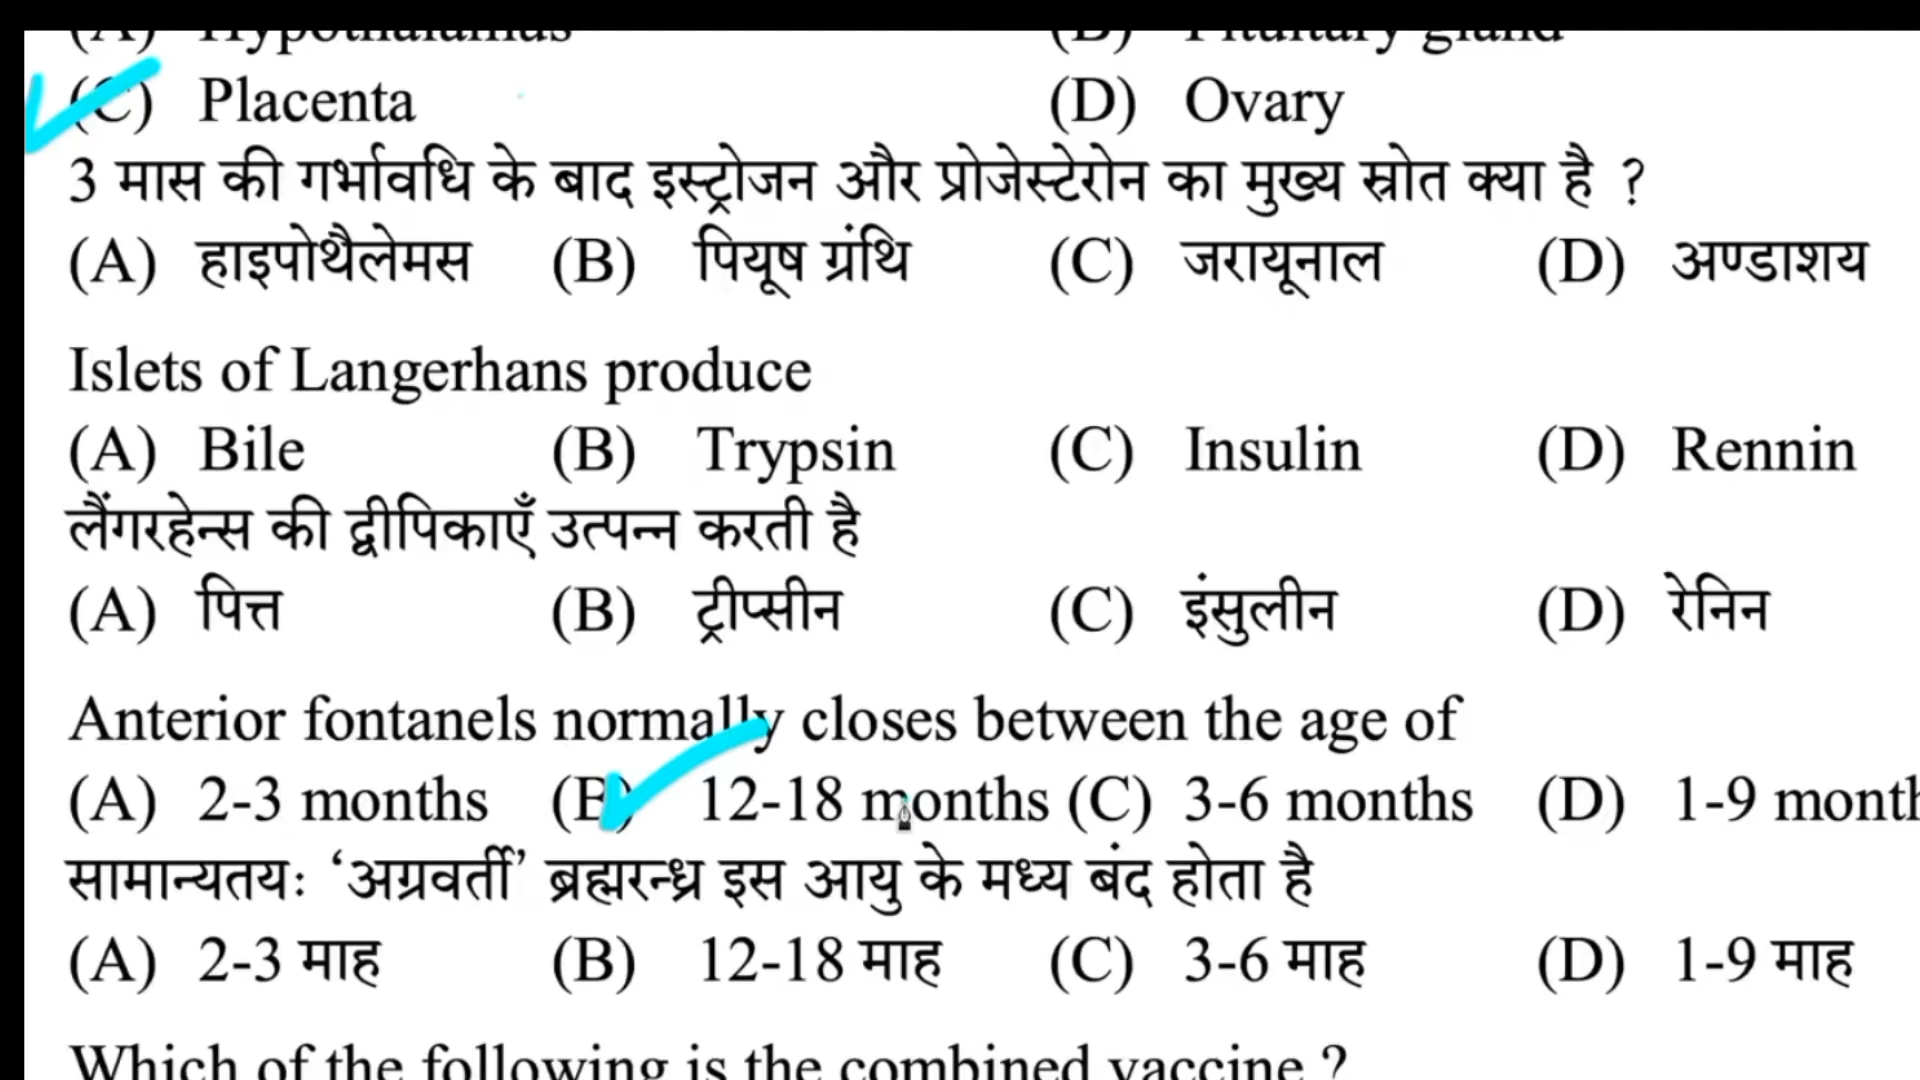 (A) Hypothalamus (B) Pituitary gland
(C) Placenta (D) Ovary
3 मास की गर्भावधि के बाद इस्ट्रोजन और प्रोजेस्टेरोन का मुख्य स्रोत क्या है ?
(A) हाइपोथैलेमस (B) पियूष ग्रंथि (C) जरायूनाल (D) अण्डाशय
Islets of Langerhans produce
(A) Bile (B) Trypsin (C) Insulin (D) Rennin
लैंगरहेन्स की द्वीपिकाएँ उत्पन्न करती है
(A) पित्त (B) ट्रीप्सीन (C) इंसुलीन (D) रेनिन
Anterior fontanels normally closes between the age of
(A) 2-3 months (B) 12-18 months (C) 3-6 months (D) 1-9 month
सामान्यतयः ‘अग्रवर्ती’ ब्रह्मरन्ध्र इस आयु के मध्य बंद होता है
(A) 2-3 माह (B) 12-18 माह (C) 3-6 माह (D) 1-9 माह
Which of the following is the combined vaccine ?